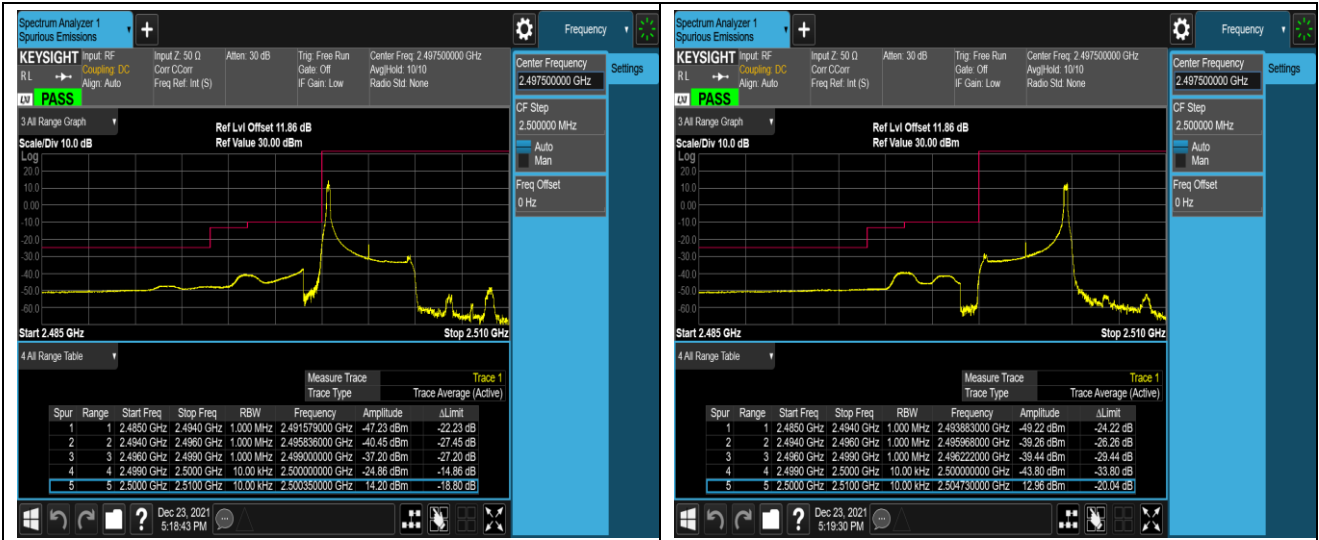 Spectrum Analyzer 1
Spurious Emissions
Frequency
KEYSIGHT Input: RF Input Z: 50 Ω Atten: 30 dB Trig: Free Run Center Freq: 2.497500000 GHz
Coupling: DC Corr CCorr Gate: Off Avg|Hold: 10/10
RL Align: Auto Freq Ref: Int (S) IF Gain: Low Radio Std: None
LXI PASS
3 All Range Graph
Ref Lvl Offset 11.86 dB
Scale/Div 10.0 dB Ref Value 30.00 dBm
Log
20.0
10.0
0.00
-10.0
-20.0
-30.0
-40.0
-50.0
-60.0
Start 2.485 GHz Stop 2.510 GHz
4 All Range Table
Measure Trace Trace 1
Trace Type Trace Average (Active)
Spur Range Start Freq Stop Freq RBW Frequency Amplitude ΔLimit
1 1 2.4850 GHz 2.4940 GHz 1.000 MHz 2.491579000 GHz -47.23 dBm -22.23 dB
2 2 2.4940 GHz 2.4960 GHz 1.000 MHz 2.495836000 GHz -40.45 dBm -27.45 dB
3 3 2.4960 GHz 2.4990 GHz 1.000 MHz 2.499000000 GHz -37.20 dBm -27.20 dB
4 4 2.4990 GHz 2.5000 GHz 10.00 kHz 2.500000000 GHz -24.86 dBm -14.86 dB
5 5 2.5000 GHz 2.5100 GHz 10.00 kHz 2.500350000 GHz 14.20 dBm -18.80 dB
Center Frequency
2.497500000 GHz
Settings
CF Step
2.500000 MHz
Auto
Man
Freq Offset
0 Hz
Dec 23, 2021
5:18:43 PM
Spectrum Analyzer 1
Spurious Emissions
Frequency
KEYSIGHT Input: RF Input Z: 50 Ω Atten: 30 dB Trig: Free Run Center Freq: 2.497500000 GHz
Coupling: DC Corr CCorr Gate: Off Avg|Hold: 10/10
RL Align: Auto Freq Ref: Int (S) IF Gain: Low Radio Std: None
LXI PASS
3 All Range Graph
Ref Lvl Offset 11.86 dB
Scale/Div 10.0 dB Ref Value 30.00 dBm
Log
20.0
10.0
0.00
-10.0
-20.0
-30.0
-40.0
-50.0
-60.0
Start 2.485 GHz Stop 2.510 GHz
4 All Range Table
Measure Trace Trace 1
Trace Type Trace Average (Active)
Spur Range Start Freq Stop Freq RBW Frequency Amplitude ΔLimit
1 1 2.4850 GHz 2.4940 GHz 1.000 MHz 2.493883000 GHz -49.22 dBm -24.22 dB
2 2 2.4940 GHz 2.4960 GHz 1.000 MHz 2.495968000 GHz -39.26 dBm -26.26 dB
3 3 2.4960 GHz 2.4990 GHz 1.000 MHz 2.496222000 GHz -39.44 dBm -29.44 dB
4 4 2.4990 GHz 2.5000 GHz 10.00 kHz 2.500000000 GHz -43.80 dBm -33.80 dB
5 5 2.5000 GHz 2.5100 GHz 10.00 kHz 2.504730000 GHz 12.96 dBm -20.04 dB
Center Frequency
2.497500000 GHz
Settings
CF Step
2.500000 MHz
Auto
Man
Freq Offset
0 Hz
Dec 23, 2021
5:19:30 PM